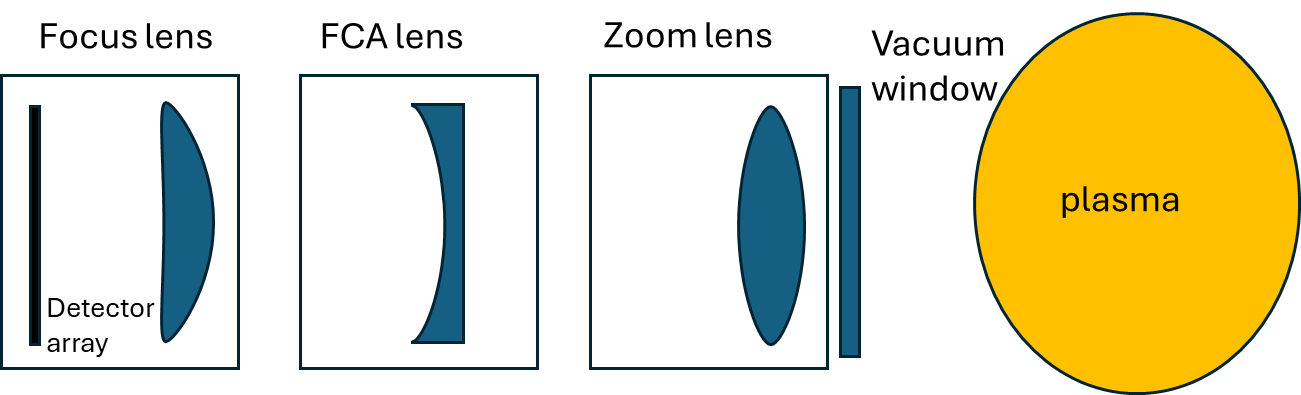 Focus lens
FCA lens
Zoom lens
Vacuum
window
plasma
Detector
array